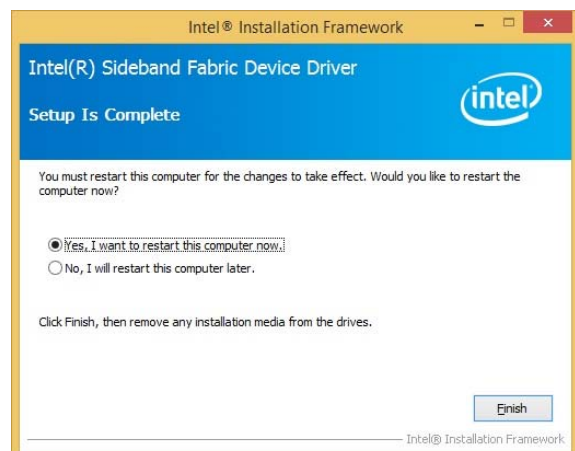 Intel® Installation Framework
Intel(R) Sideband Fabric Device Driver
intel
Setup Is Complete
You must restart this computer for the changes to take effect. Would you like to restart the
computer now?
Yes, I want to restart this computer now.
No, I will restart this computer later.
Click Finish, then remove any installation media from the drives.
Finish
Intel® Installation Framework